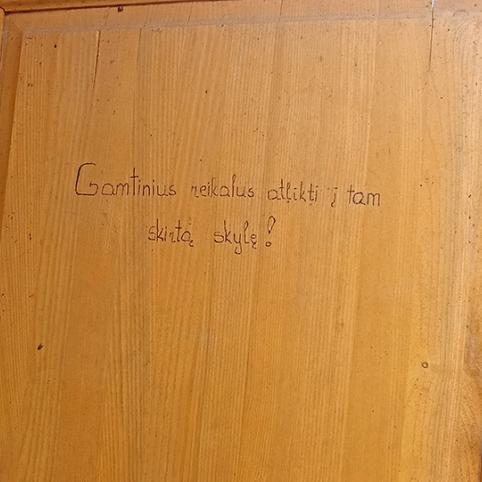 Gamtinius reikalus atlikti į tam
skirtą skylę!